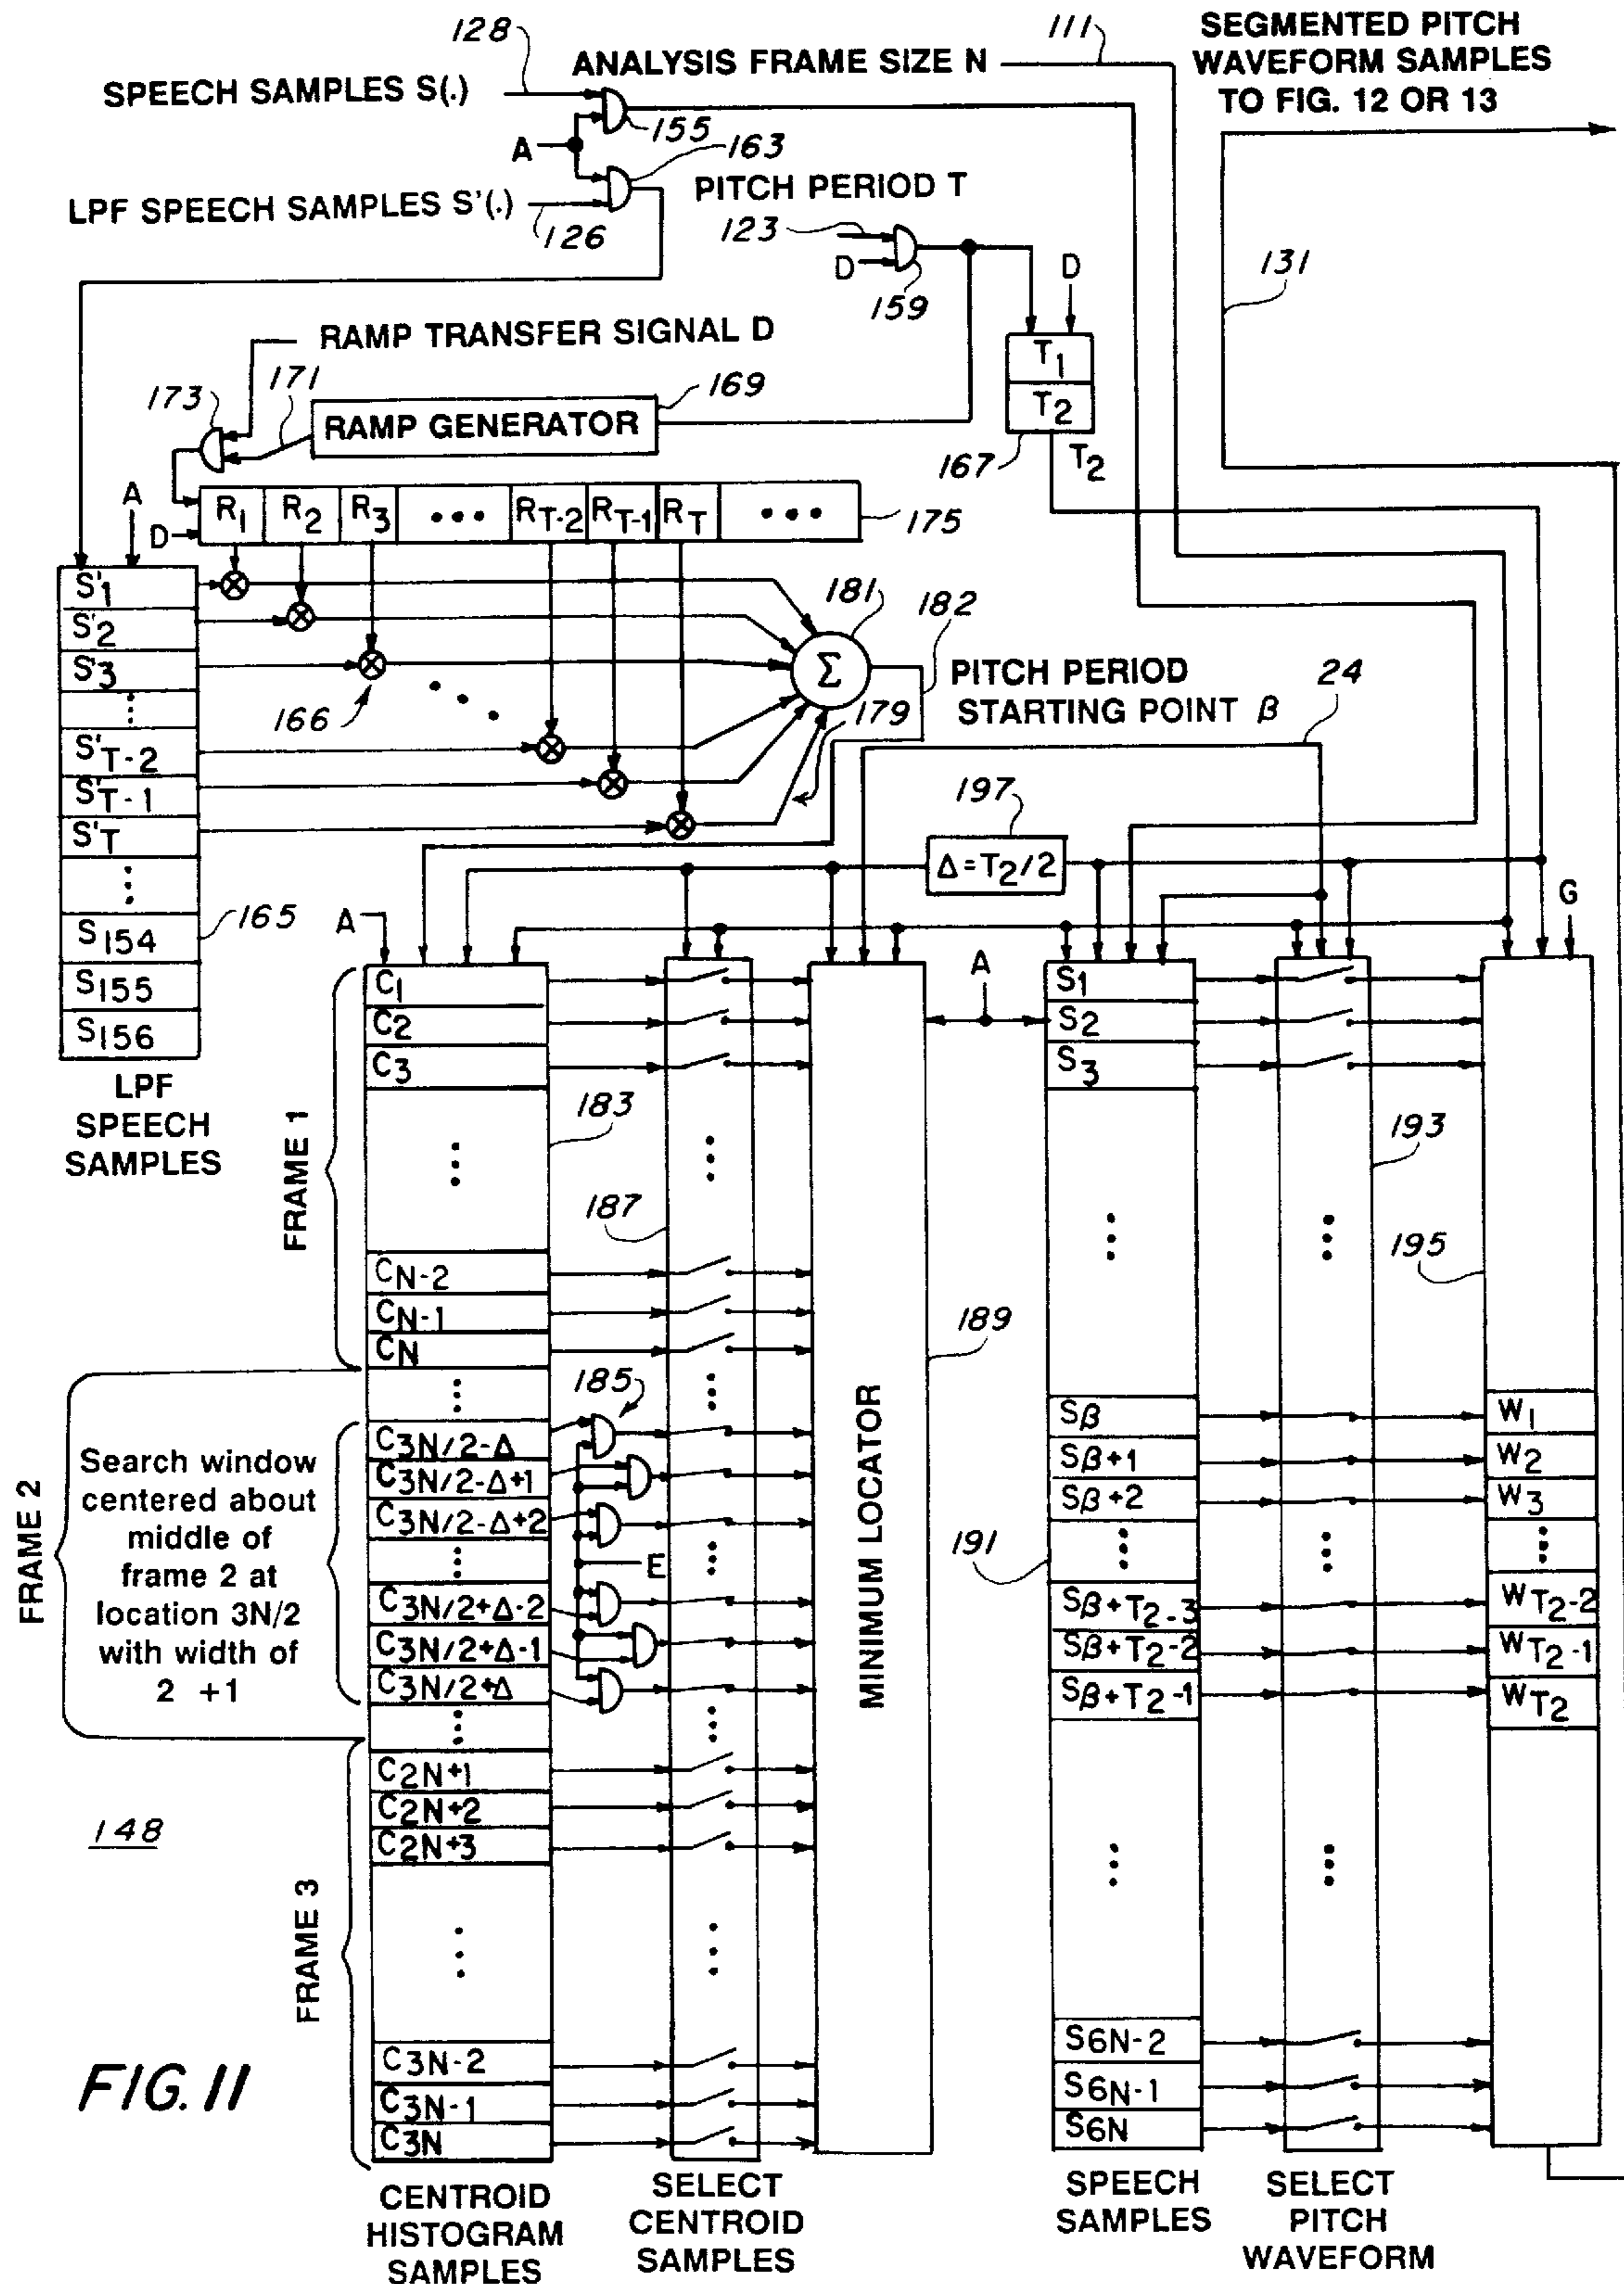 128
111
SEGMENTED PITCH
WAVEFORM SAMPLES
TO FIG. 12 OR 13
ANALYSIS FRAME SIZE N
SPEECH SAMPLES S(.)
155
A
163
LPF SPEECH SAMPLES S'(.)
126
PITCH PERIOD T
123
D
159
D
131
T1
T2
167
T2
RAMP TRANSFER SIGNAL D
173
171
169
RAMP GENERATOR
A
D
R1 R2 R3 ••• RT-2 RT-1 RT •••
175
S'1
S'2
S'3
⋮
S'T-2
S'T-1
S'T
⋮
S154
S155
S156
165
LPF
SPEECH
SAMPLES
166
181
Σ
182
179
PITCH PERIOD
STARTING POINT β
24
197
Δ=T2/2
G
A
A
FRAME 1
C1
C2
C3
⋮
183
187
CN-2
CN-1
CN
⋮
185
FRAME 2
Search window
centered about
middle of
frame 2 at
location 3N/2
with width of
2 +1
C3N/2-Δ
C3N/2-Δ+1
C3N/2-Δ+2
⋮
E
C3N/2+Δ-2
C3N/2+Δ-1
C3N/2+Δ
⋮
FRAME 3
C2N+1
C2N+2
C2N+3
⋮
C3N-2
C3N-1
C3N
CENTROID
HISTOGRAM
SAMPLES
SELECT
CENTROID
SAMPLES
MINIMUM LOCATOR
189
S1
S2
S3
⋮
191
Sβ
Sβ+1
Sβ+2
⋮
Sβ+T2-3
Sβ+T2-2
Sβ+T2-1
⋮
S6N-2
S6N-1
S6N
SPEECH
SAMPLES
193
SELECT
PITCH
WAVEFORM
195
W1
W2
W3
⋮
WT2-2
WT2-1
WT2
148
FIG. 11